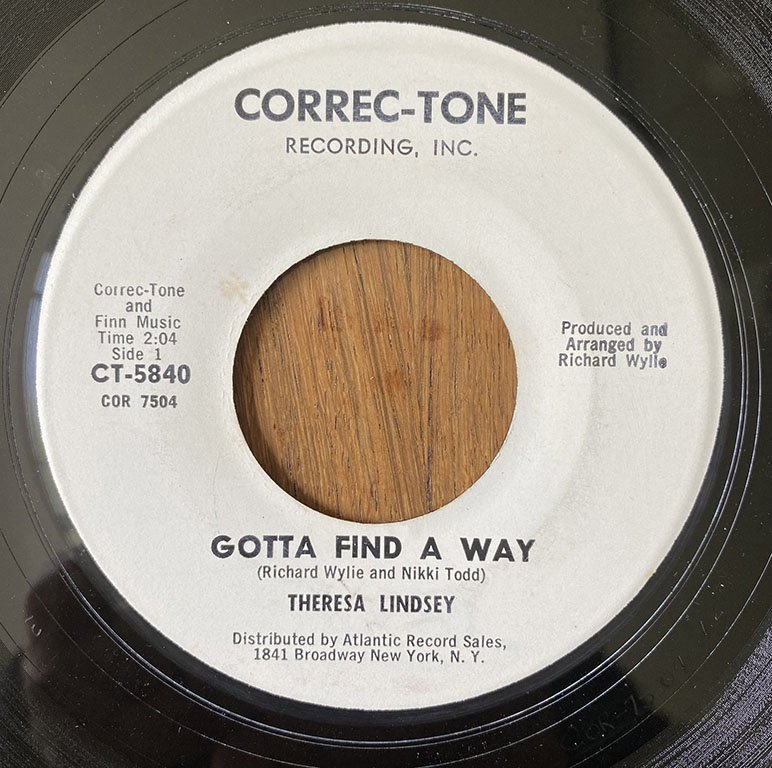 CORREC-TONE
RECORDING, INC.
Correc-Tone
and
Finn Music
Time 2:04
Side 1
CT-5840
COR 7504
Produced and
Arranged by
Richard Wylie
GOTTA FIND A WAY
(Richard Wylie and Nikki Todd)
THERESA LINDSEY
Distributed by Atlantic Record Sales,
1841 Broadway New York, N. Y.